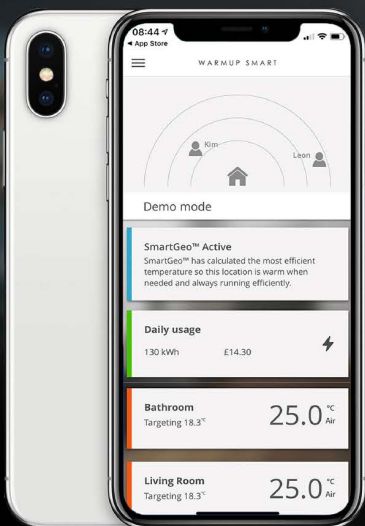 08:44
App Store
WARMUP SMART
Kim
Leon
Demo mode
SmartGeo™ Active
SmartGeo™ has calculated the most efficient
temperature so this location is warm when
needed and always running efficiently.
Daily usage
130 kWh £14.30
Bathroom
Targeting 18.3°C
25.0 °C
Air
Living Room
Targeting 18.3°C
25.0 °C
Air